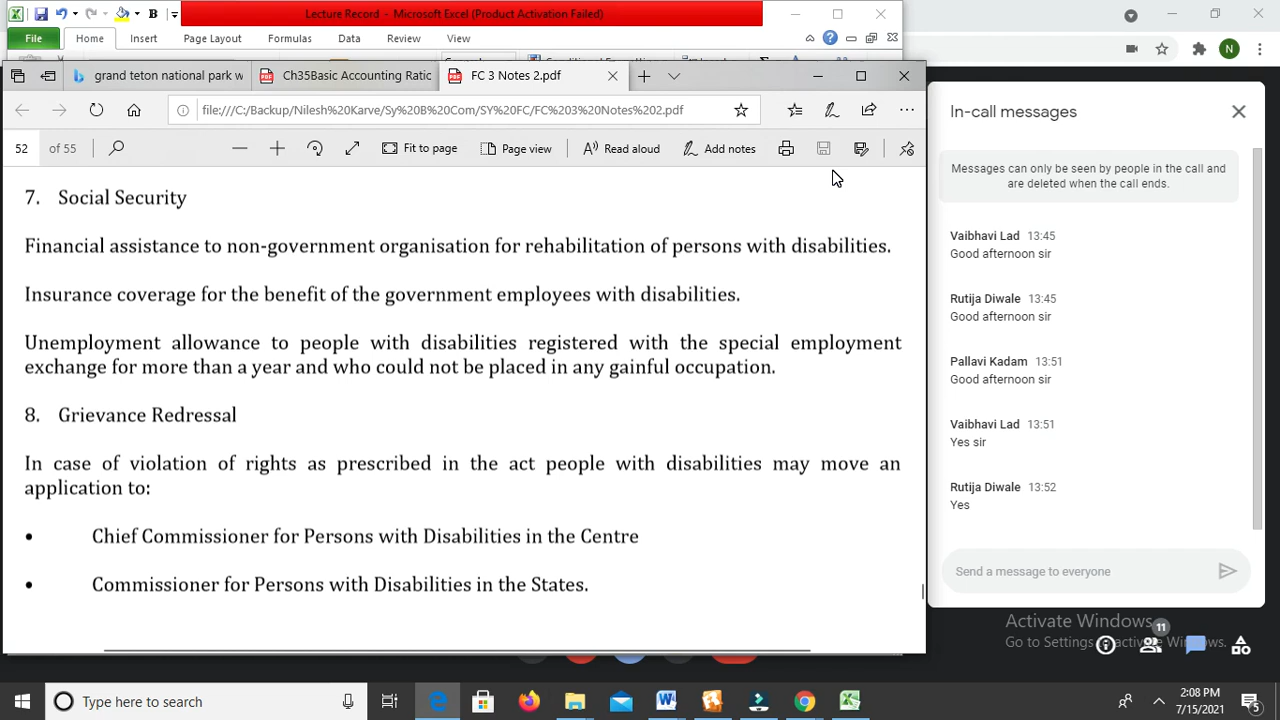 Lecture Record - Microsoft Excel (Product Activation Failed)
File Home Insert Page Layout Formulas Data Review View
grand teton national park w Ch35Basic Accounting Ratic FC 3 Notes 2.pdf
file:///C:/Backup/Nilesh%20Karve/Sy%20B%20Com/SY%20FC/FC%203%20Notes%202.pdf
52 of 55 Fit to page Page view Read aloud Add notes
7. Social Security
Financial assistance to non-government organisation for rehabilitation of persons with disabilities.
Insurance coverage for the benefit of the government employees with disabilities.
Unemployment allowance to people with disabilities registered with the special employment
exchange for more than a year and who could not be placed in any gainful occupation.
8. Grievance Redressal
In case of violation of rights as prescribed in the act people with disabilities may move an
application to:
• Chief Commissioner for Persons with Disabilities in the Centre
• Commissioner for Persons with Disabilities in the States.
N
In-call messages
Messages can only be seen by people in the call and
are deleted when the call ends.
Vaibhavi Lad 13:45
Good afternoon sir
Rutija Diwale 13:45
Good afternoon sir
Pallavi Kadam 13:51
Good afternoon sir
Vaibhavi Lad 13:51
Yes sir
Rutija Diwale 13:52
Yes
Send a message to everyone
Activate Windows
Go to Settings to activate Windows.
11
Type here to search
2:08 PM
7/15/2021
5